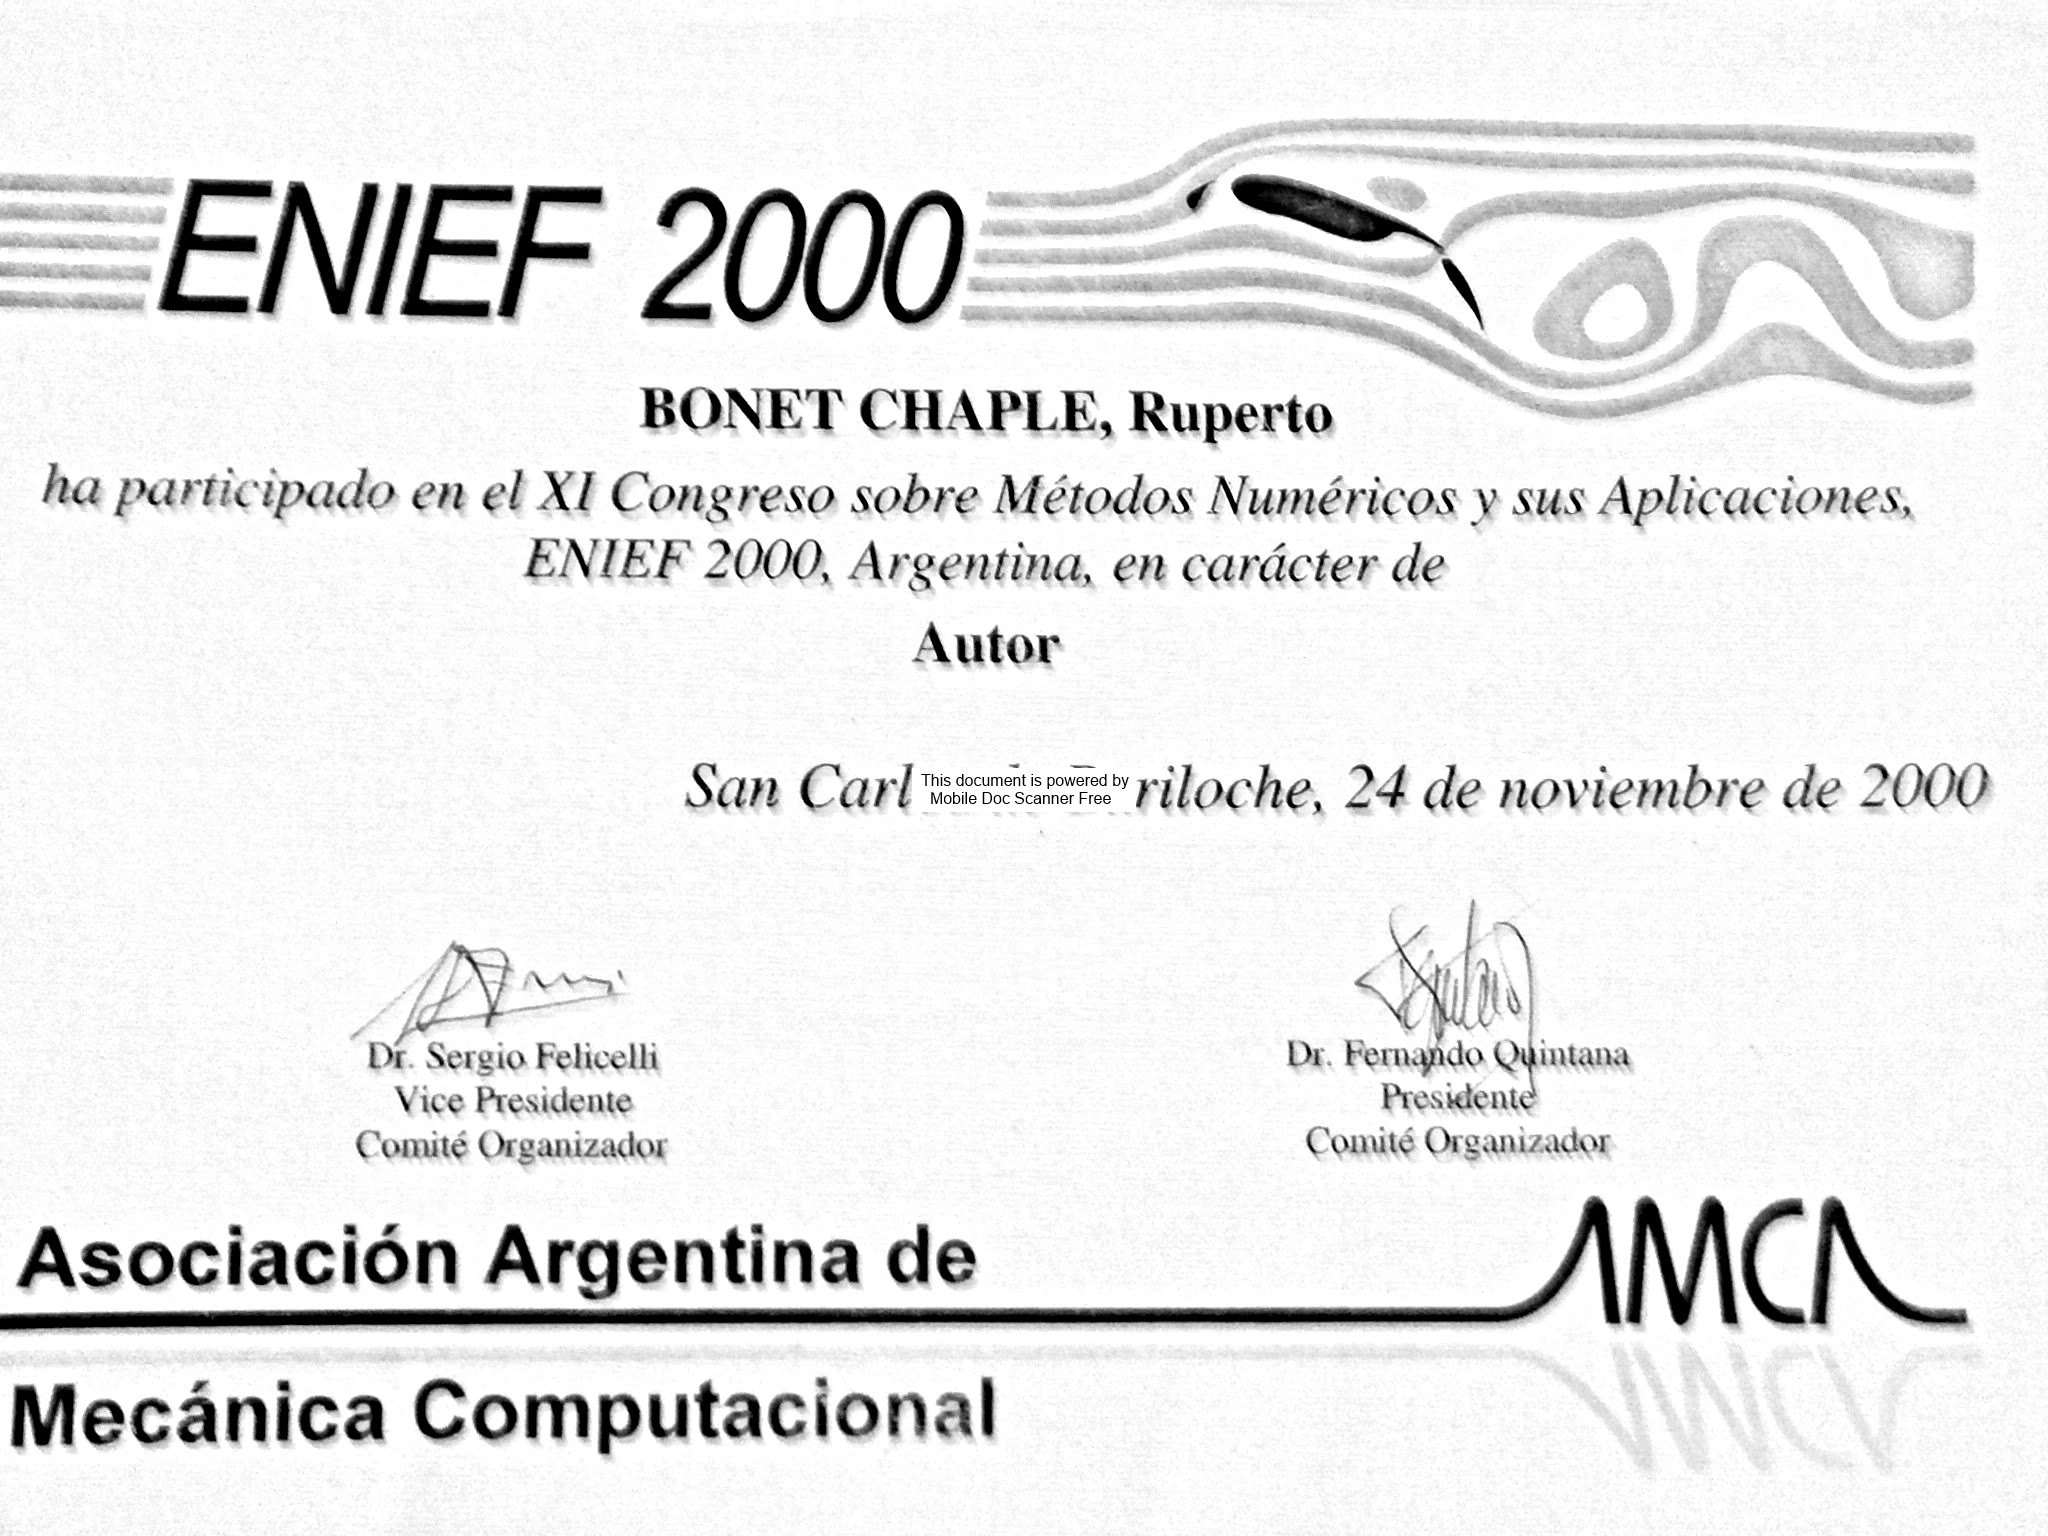 ENIEF 2000
BONET CHAPLE, Ruperto
ha participado en el XI Congreso sobre Métodos Numéricos y sus Aplicaciones,
ENIEF 2000, Argentina, en carácter de
Autor
San Carl riloche, 24 de noviembre de 2000
This document is powered by
Mobile Doc Scanner Free
Dr. Sergio Felicelli
Vice Presidente
Comité Organizador
Dr. Fernando Quintana
Presidente
Comité Organizador
Asociación Argentina de
AMCA
Mecánica Computacional